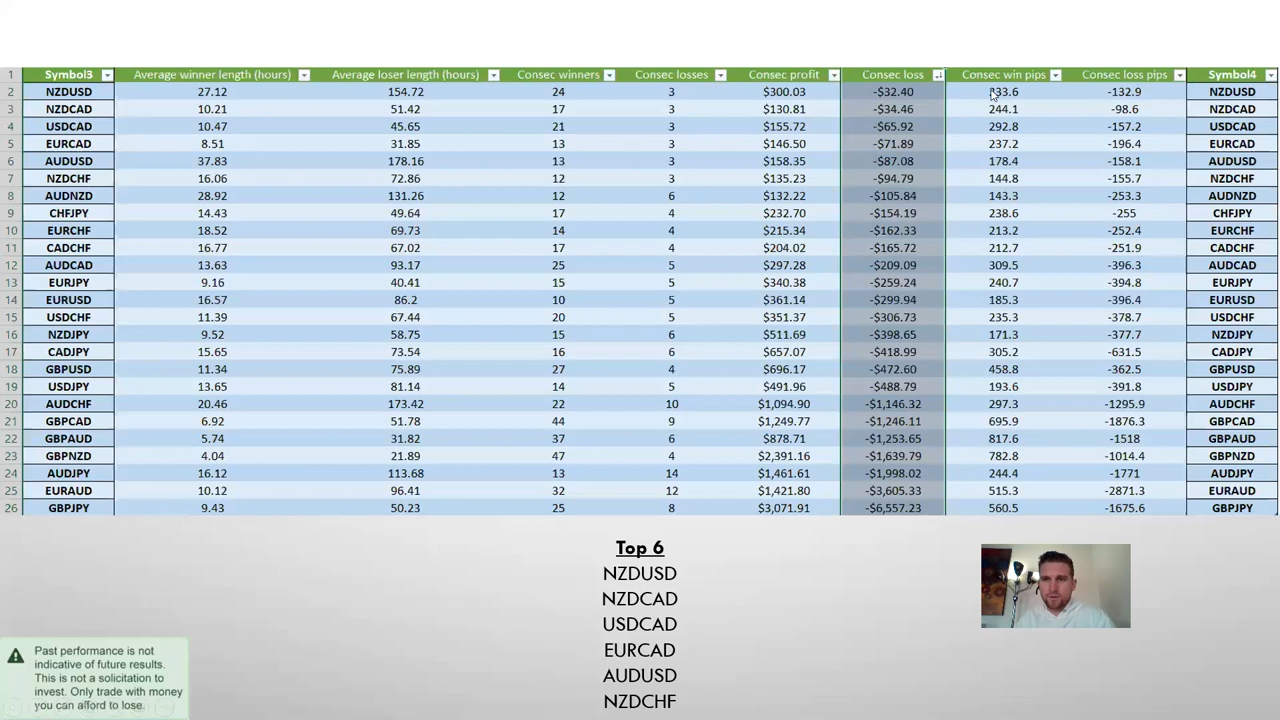 1 Symbol3 Average winner length (hours) Average loser length (hours) Consec winners Consec losses Consec profit Consec loss Consec win pips Consec loss pips Symbol4
2 NZDUSD 27.12 154.72 24 3 $300.03 -$32.40 333.6 -132.9 NZDUSD
3 NZDCAD 10.21 51.42 17 3 $130.81 -$34.46 244.1 -98.6 NZDCAD
4 USDCAD 10.47 45.65 21 3 $155.72 -$65.92 292.8 -157.2 USDCAD
5 EURCAD 8.51 31.85 13 3 $146.50 -$71.89 237.2 -196.4 EURCAD
6 AUDUSD 37.83 178.16 13 3 $158.35 -$87.08 178.4 -158.1 AUDUSD
7 NZDCHF 16.06 72.86 12 3 $135.23 -$94.79 144.8 -155.7 NZDCHF
8 AUDNZD 28.92 131.26 12 6 $132.22 -$105.84 143.3 -253.3 AUDNZD
9 CHFJPY 14.43 49.64 17 4 $232.70 -$154.19 238.6 -255 CHFJPY
10 EURCHF 18.52 69.73 14 4 $215.34 -$162.33 213.2 -252.4 EURCHF
11 CADCHF 16.77 67.02 17 4 $204.02 -$165.72 212.7 -251.9 CADCHF
12 AUDCAD 13.63 93.17 25 5 $297.28 -$209.09 309.5 -396.3 AUDCAD
13 EURJPY 9.16 40.41 15 5 $340.38 -$259.24 240.7 -394.8 EURJPY
14 EURUSD 16.57 86.2 10 5 $361.14 -$299.94 185.3 -396.4 EURUSD
15 USDCHF 11.39 67.44 20 5 $351.37 -$306.73 235.3 -378.7 USDCHF
16 NZDJPY 9.52 58.75 15 6 $511.69 -$398.65 171.3 -377.7 NZDJPY
17 CADJPY 15.65 73.54 16 6 $657.07 -$418.99 305.2 -631.5 CADJPY
18 GBPUSD 11.34 75.89 27 4 $696.17 -$472.60 458.8 -362.5 GBPUSD
19 USDJPY 13.65 81.14 14 5 $491.96 -$488.79 193.6 -391.8 USDJPY
20 AUDCHF 20.46 173.42 22 10 $1,094.90 -$1,146.32 297.3 -1295.9 AUDCHF
21 GBPCAD 6.92 51.78 44 9 $1,249.77 -$1,246.11 695.9 -1876.3 GBPCAD
22 GBPAUD 5.74 31.82 37 6 $878.71 -$1,253.65 817.6 -1518 GBPAUD
23 GBPNZD 4.04 21.89 47 4 $2,391.16 -$1,639.79 782.8 -1014.4 GBPNZD
24 AUDJPY 16.12 113.68 13 14 $1,461.61 -$1,998.02 244.4 -1771 AUDJPY
25 EURAUD 10.12 96.41 32 12 $1,421.80 -$3,605.33 515.3 -2871.3 EURAUD
26 GBPJPY 9.43 50.23 25 8 $3,071.91 -$6,557.23 560.5 -1675.6 GBPJPY
Top 6
NZDUSD
NZDCAD
USDCAD
EURCAD
AUDUSD
NZDCHF
Past performance is not
indicative of future results.
This is not a solicitation to
invest. Only trade with money
you can afford to lose.